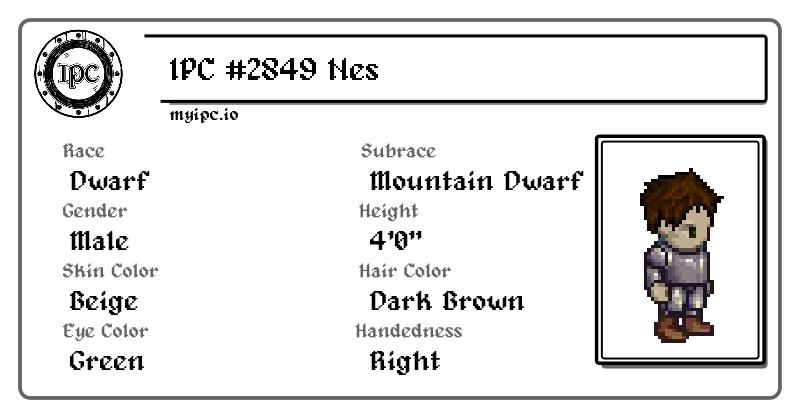 IPC
IPC #2849 Nes
myipc.io
Race
Dwarf
Subrace
Mountain Dwarf
Gender
Male
Height
4'0"
Skin Color
Beige
Hair Color
Dark Brown
Eye Color
Green
Handedness
Right